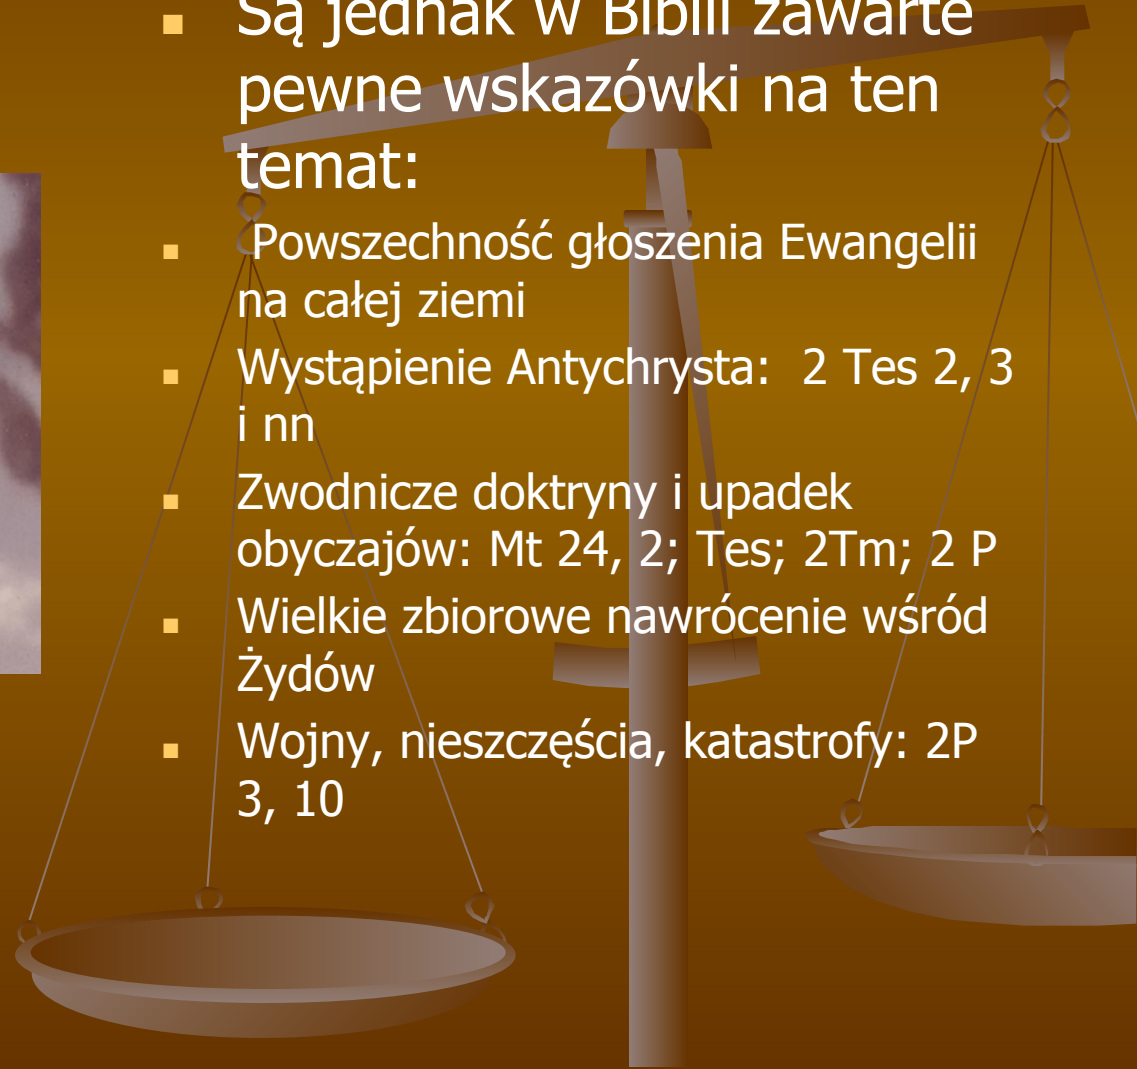 ▪ Są jednak w Biblii zawarte
pewne wskazówki na ten
temat:
▪ Powszechność głoszenia Ewangelii
na całej ziemi
▪ Wystąpienie Antychrysta: 2 Tes 2, 3
i nn
▪ Zwodnicze doktryny i upadek
obyczajów: Mt 24, 2; Tes; 2Tm; 2 P
▪ Wielkie zbiorowe nawrócenie wśród
Żydów
▪ Wojny, nieszczęścia, katastrofy: 2P
3, 10